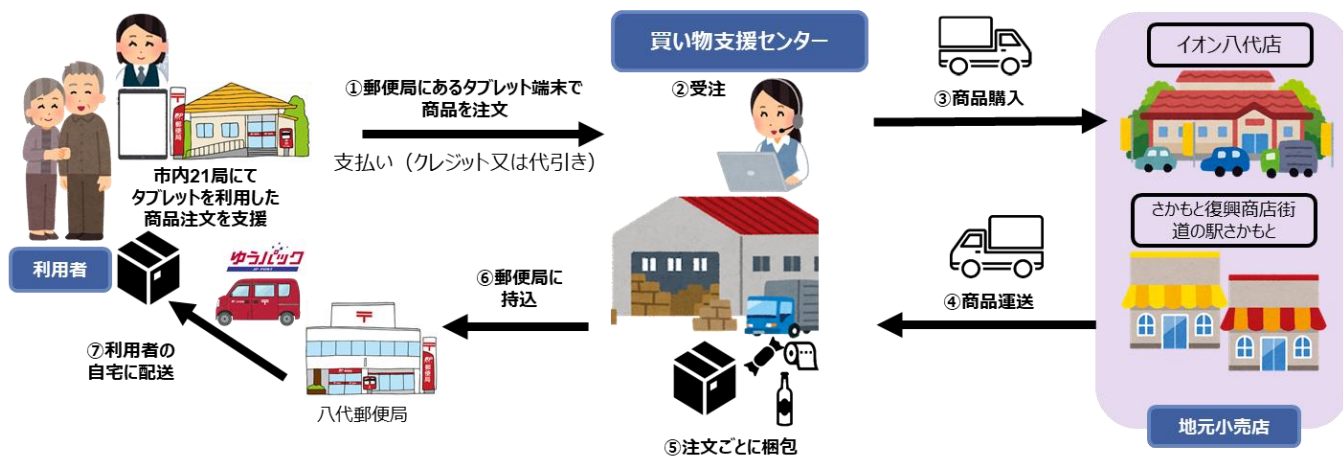 ①郵便局にあるタブレット端末で
商品を注文
支払い（クレジット又は代引き）
市内21局にて
タブレットを利用した
商品注文を支援
郵便局
利用者
買い物支援センター
②受注
③商品購入
イオン八代店
さかもと復興商店街
道の駅さかもと
地元小売店
④商品運送
⑤注文ごとに梱包
⑥郵便局に
持込
ゆうパック
八代郵便局
郵便局
⑦利用者の
自宅に配送